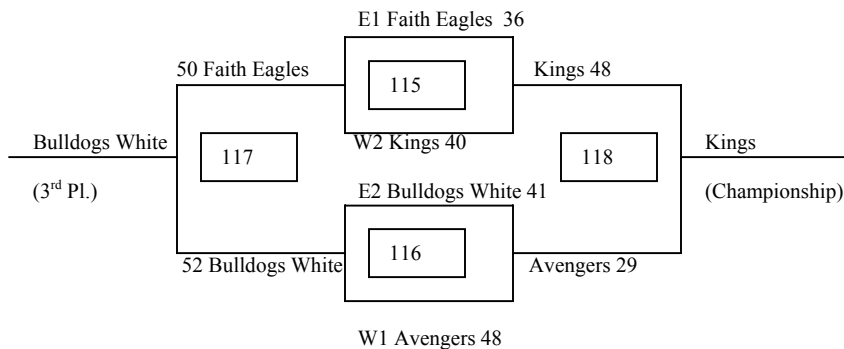 E1 Faith Eagles 36
50 Faith Eagles
115
Kings 48
Bulldogs White
W2 Kings 40
Kings
117
118
(3rd Pl.)
E2 Bulldogs White 41
(Championship)
116
52 Bulldogs White
Avengers 29
W1 Avengers 48